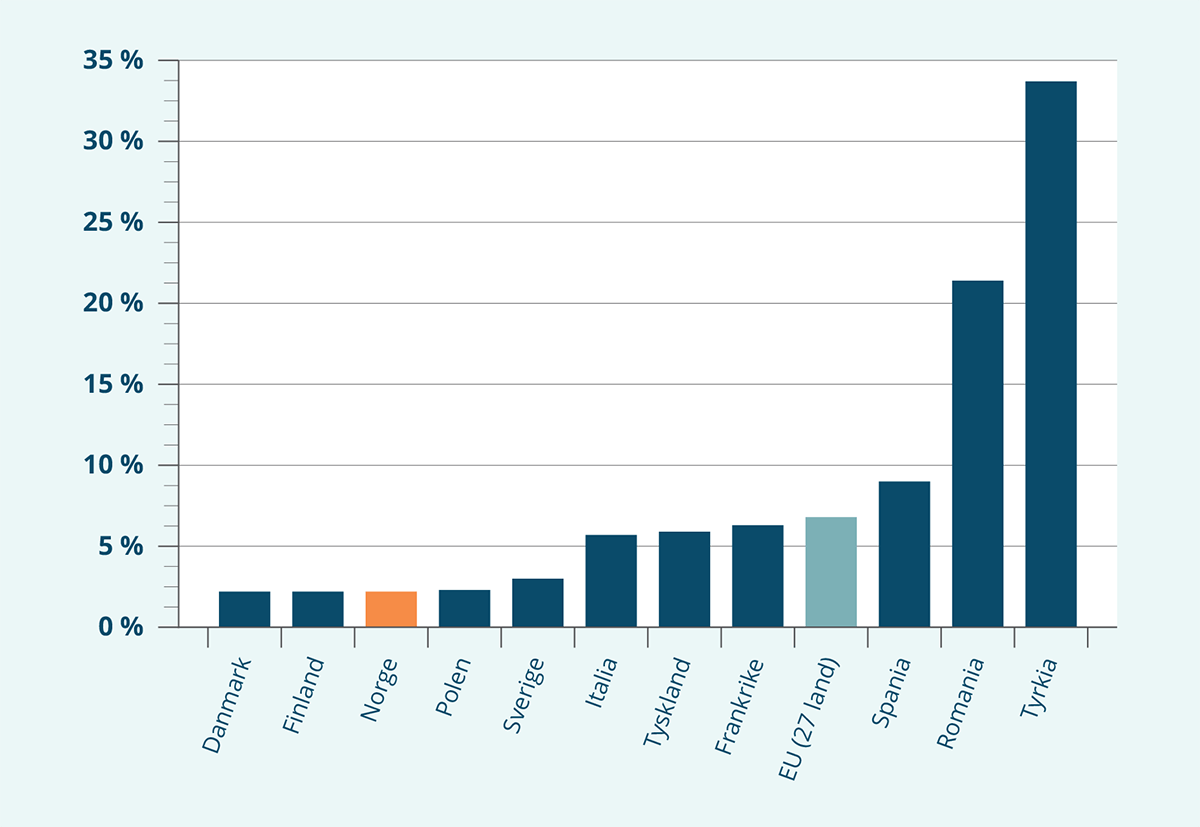 35 %
30 %
25 %
20 %
15 %
10 %
5 %
0 %
Danmark
Finland
Norge
Polen
Sverige
Italia
Tyskland
Frankrike
EU (27 land)
Spania
Romania
Tyrkia